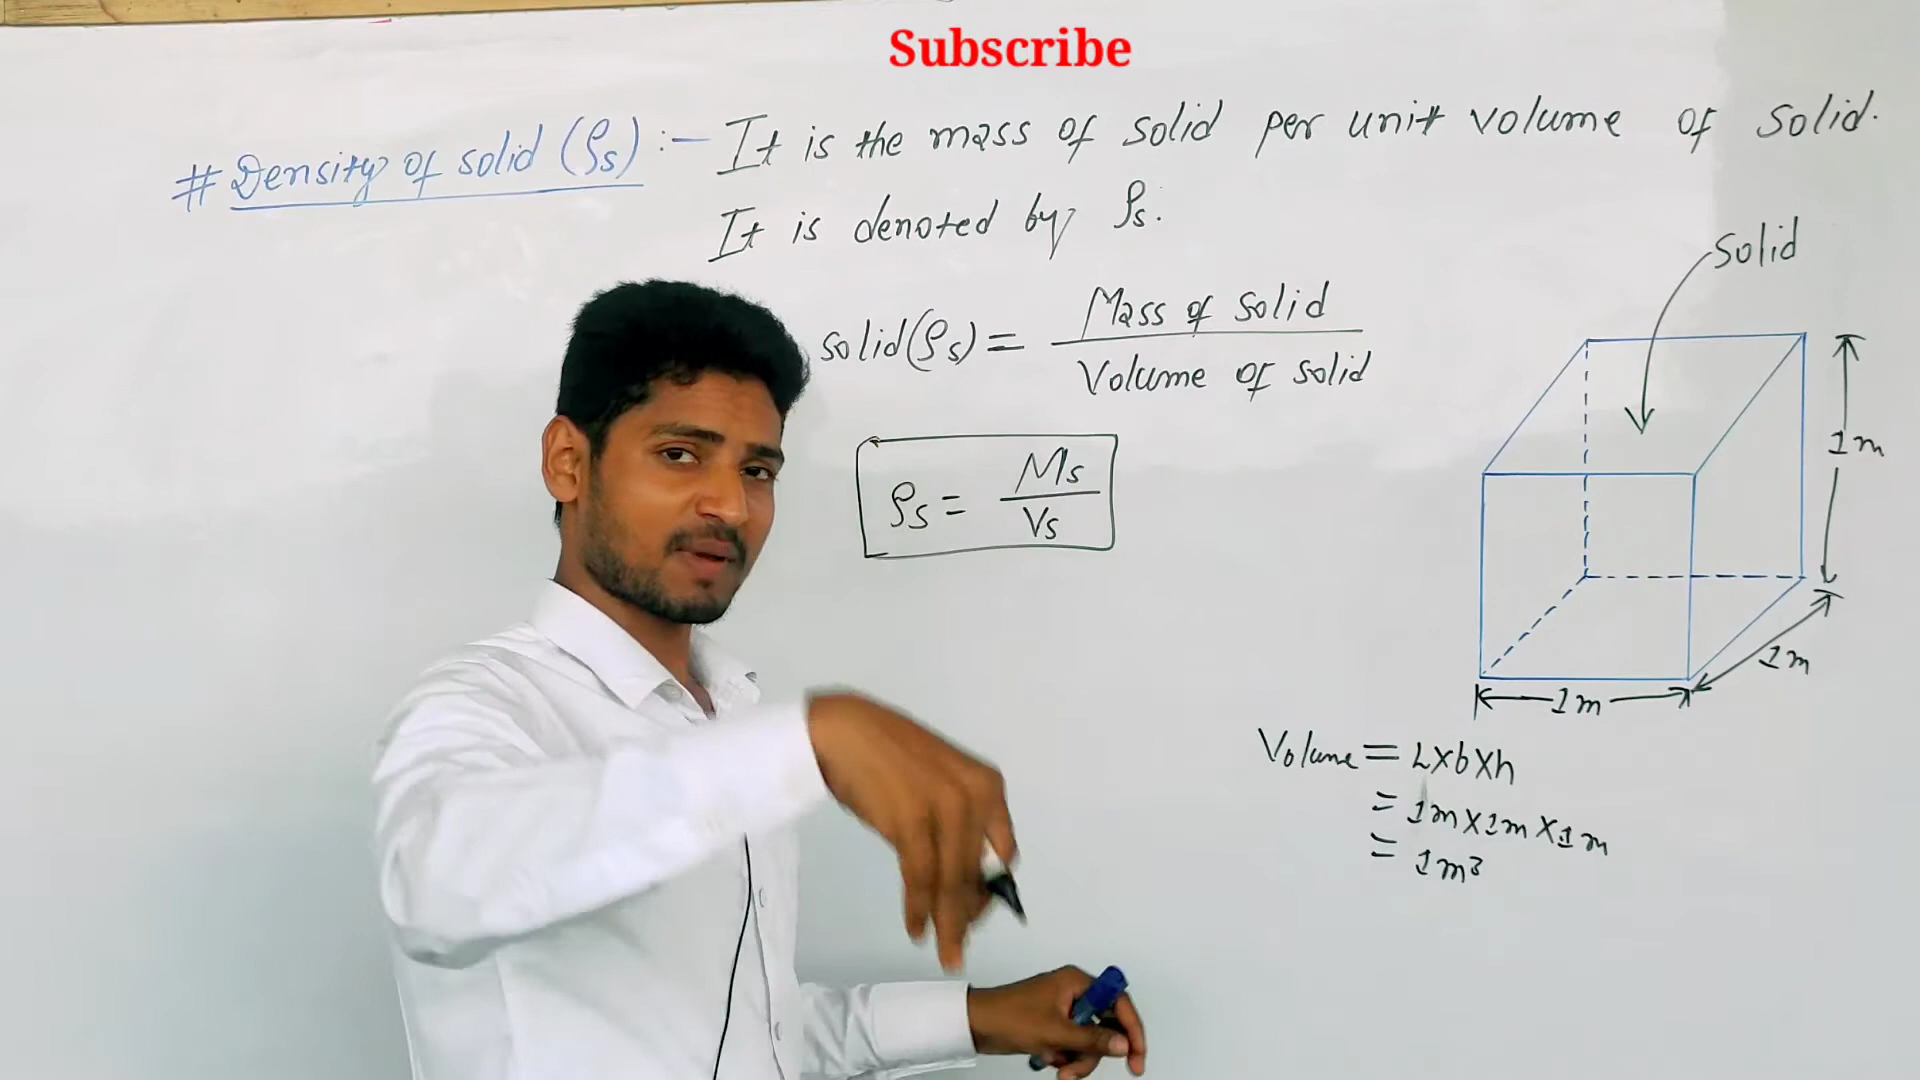 Subscribe
# Density of solid (ρs) :- It is the mass of solid per unit volume of solid.
It is denoted by ρs.
solid
solid(ρs) = Mass of solid
Volume of solid
1m
ρs = Ms
Vs
1m
1m
Volume = L×b×h
= 1m×1m×1m
= 1m³